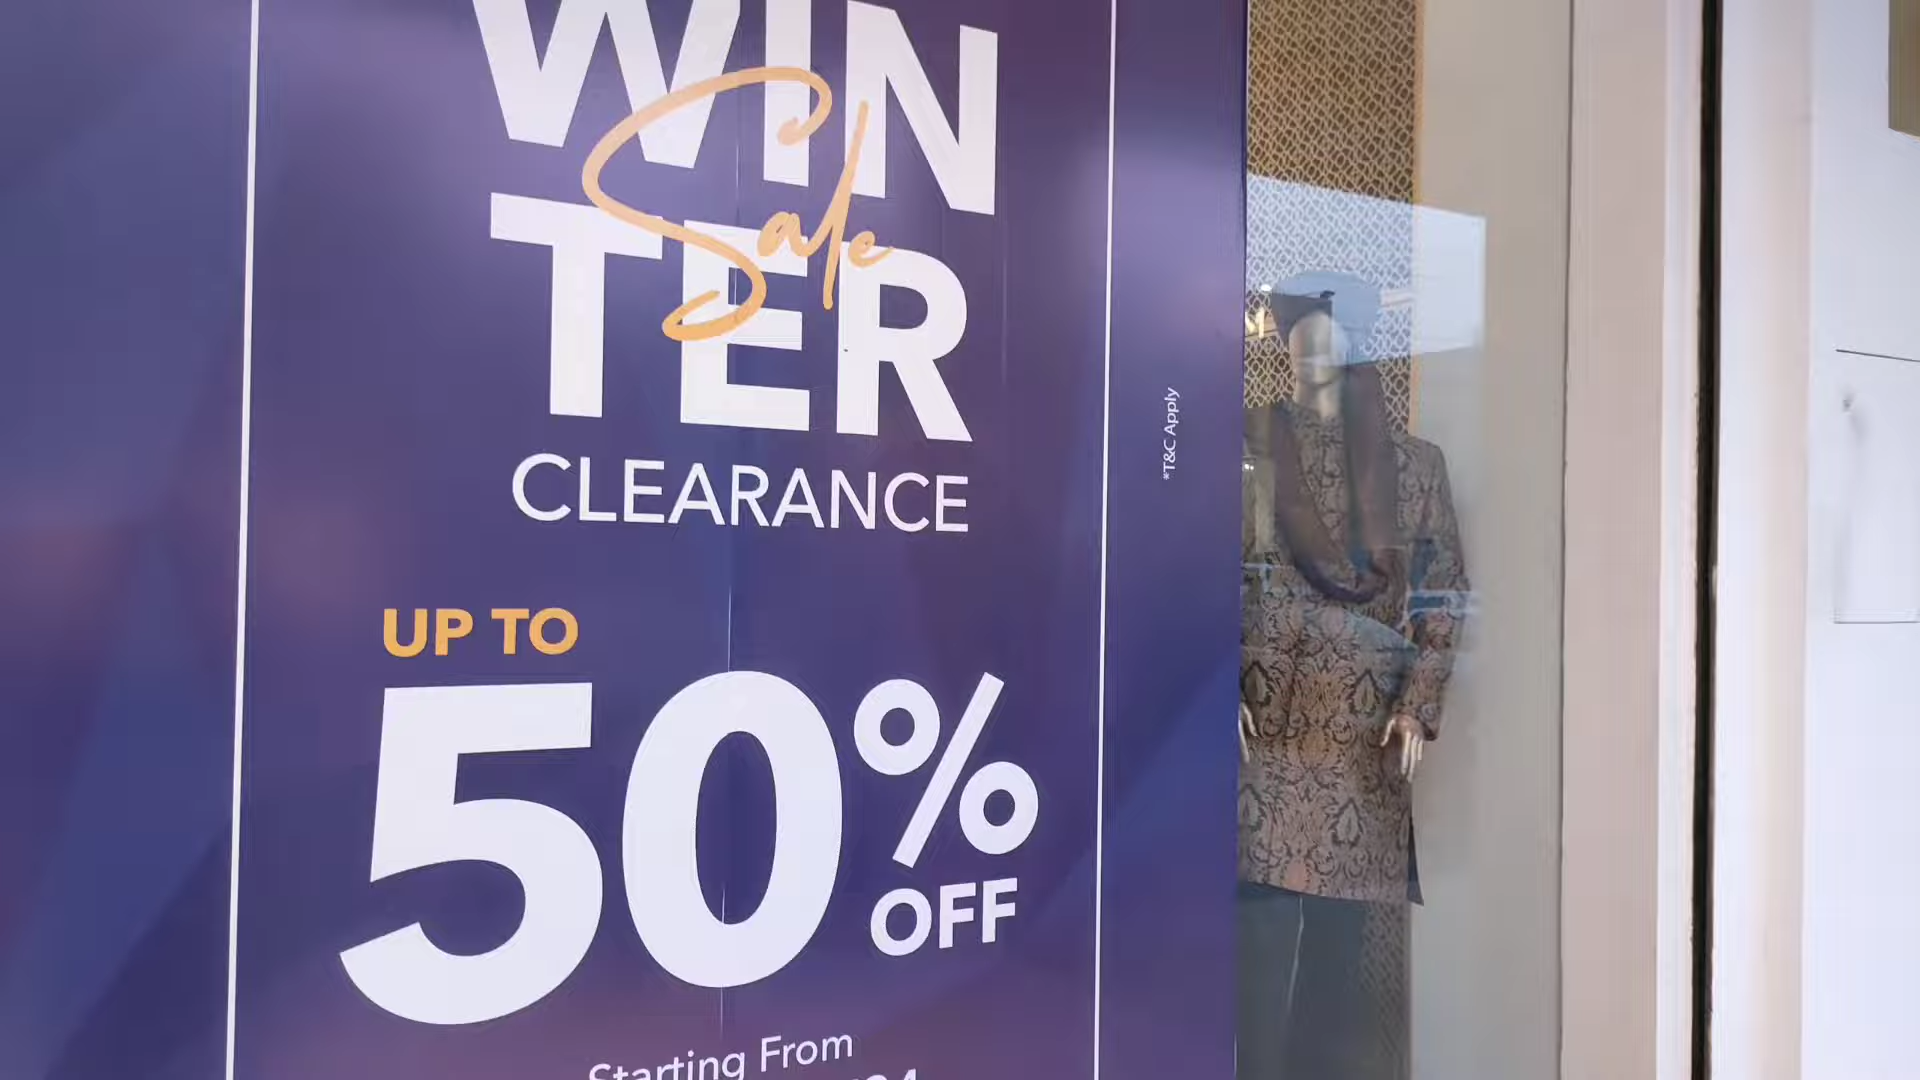 WIN
TER
Sale
CLEARANCE
UP TO
50%
OFF
Starting From
*T&C Apply